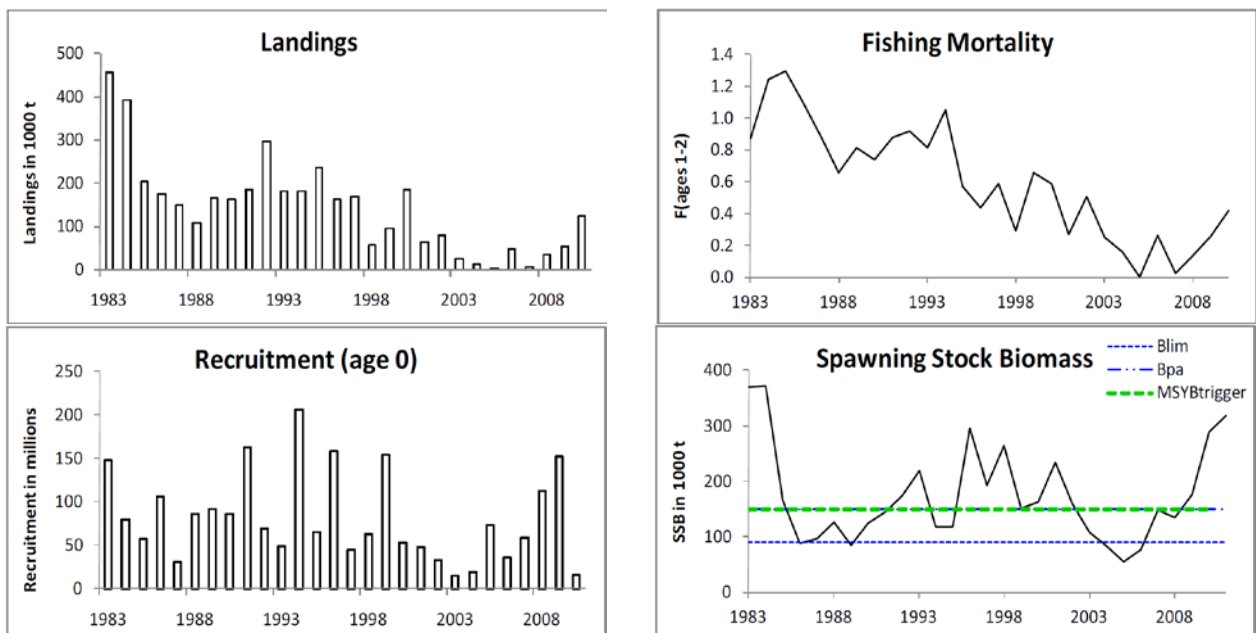 Landings
Landings in 1000 t
500
400
300
200
100
0
1983 1988 1993 1998 2003 2008
Fishing Mortality
F(ages 1-2)
1.4
1.2
1.0
0.8
0.6
0.4
0.2
0.0
1983 1988 1993 1998 2003 2008
Recruitment (age 0)
Recruitment in millions
250
200
150
100
50
0
1983 1988 1993 1998 2003 2008
Spawning Stock Biomass
Blim
Bpa
MSYBtrigger
SSB in 1000 t
400
300
200
100
0
1983 1988 1993 1998 2003 2008